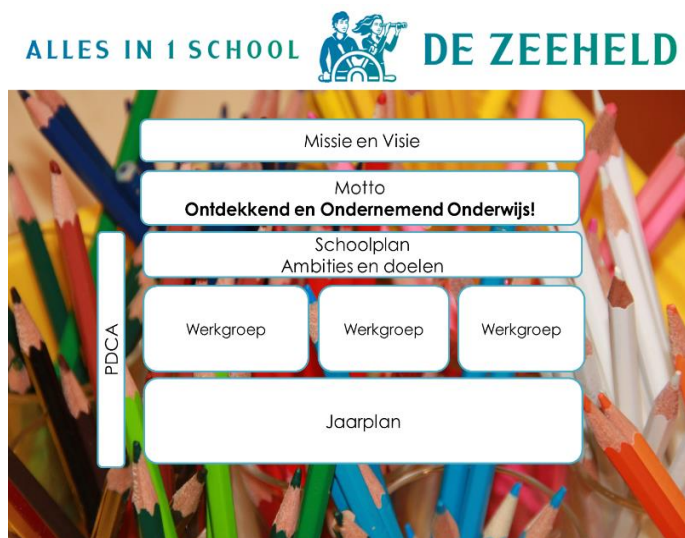 ALLES IN 1 SCHOOL DE ZEEHELD
Missie en Visie
Motto
Ontdekkend en Ondernemend Onderwijs!
Schoolplan
Ambities en doelen
PDCA
Werkgroep Werkgroep Werkgroep
Jaarplan